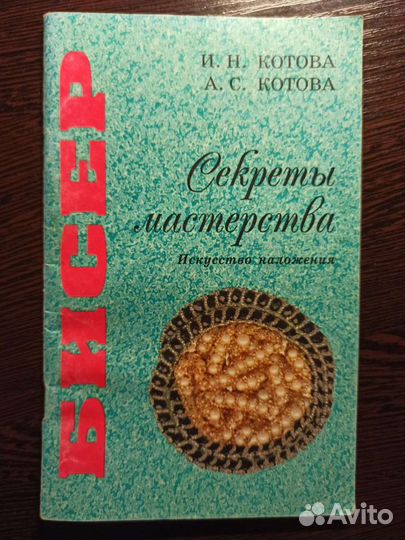 И. Н. КОТОВА
А. С. КОТОВА
БИСЕР
Секреты
мастерства
Искусство наложения
Avito